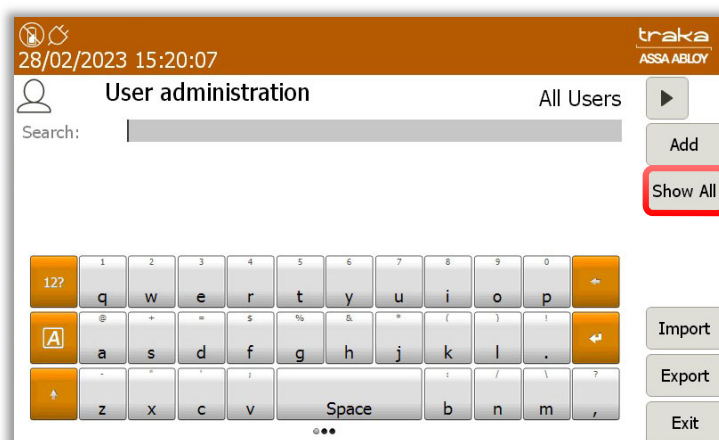 28/02/2023 15:20:07
traka
ASSA ABLOY
User administration
All Users
Search:
Add
Show All
12?
1 2 3 4 5 6 7 8 9 0
q w e r t y u i o p
@ + = $ % & * ( ) !
A
a s d f g h j k l .
- " ' ; : / \ ?
z x c v Space b n m ,
Import
Export
Exit